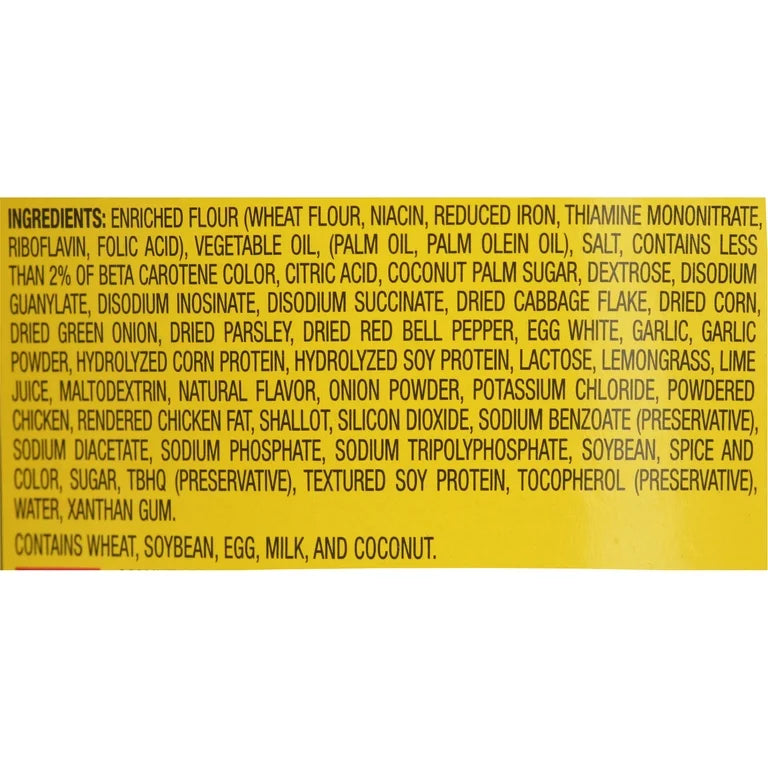 INGREDIENTS: ENRICHED FLOUR (WHEAT FLOUR, NIACIN, REDUCED IRON, THIAMINE MONONITRATE,
RIBOFLAVIN, FOLIC ACID), VEGETABLE OIL, (PALM OIL, PALM OLEIN OIL), SALT, CONTAINS LESS
THAN 2% OF BETA CAROTENE COLOR, CITRIC ACID, COCONUT PALM SUGAR, DEXTROSE, DISODIUM
GUANYLATE, DISODIUM INOSINATE, DISODIUM SUCCINATE, DRIED CABBAGE FLAKE, DRIED CORN,
DRIED GREEN ONION, DRIED PARSLEY, DRIED RED BELL PEPPER, EGG WHITE, GARLIC, GARLIC
POWDER, HYDROLYZED CORN PROTEIN, HYDROLYZED SOY PROTEIN, LACTOSE, LEMONGRASS, LIME
JUICE, MALTODEXTRIN, NATURAL FLAVOR, ONION POWDER, POTASSIUM CHLORIDE, POWDERED
CHICKEN, RENDERED CHICKEN FAT, SHALLOT, SILICON DIOXIDE, SODIUM BENZOATE (PRESERVATIVE),
SODIUM DIACETATE, SODIUM PHOSPHATE, SODIUM TRIPOLYPHOSPHATE, SOYBEAN, SPICE AND
COLOR, SUGAR, TBHQ (PRESERVATIVE), TEXTURED SOY PROTEIN, TOCOPHEROL (PRESERVATIVE),
WATER, XANTHAN GUM.
CONTAINS WHEAT, SOYBEAN, EGG, MILK, AND COCONUT.